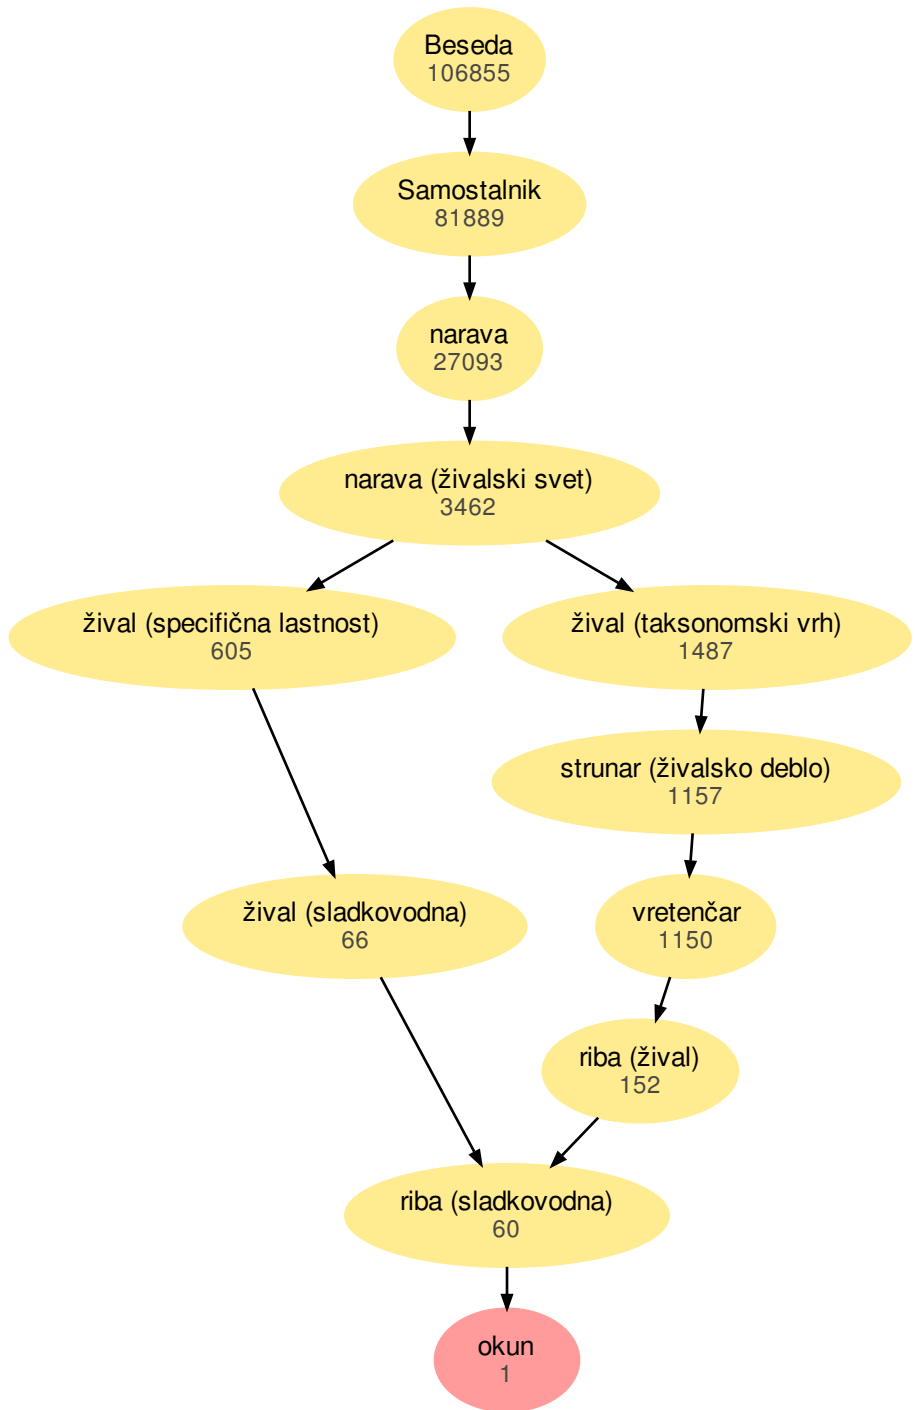 Beseda
106855
Samostalnik
81889
narava
27093
narava (živalski svet)
3462
žival (specifična lastnost)
605
žival (taksonomski vrh)
1487
strunar (živalsko deblo)
1157
žival (sladkovodna)
66
vretenčar
1150
riba (žival)
152
riba (sladkovodna)
60
okun
1